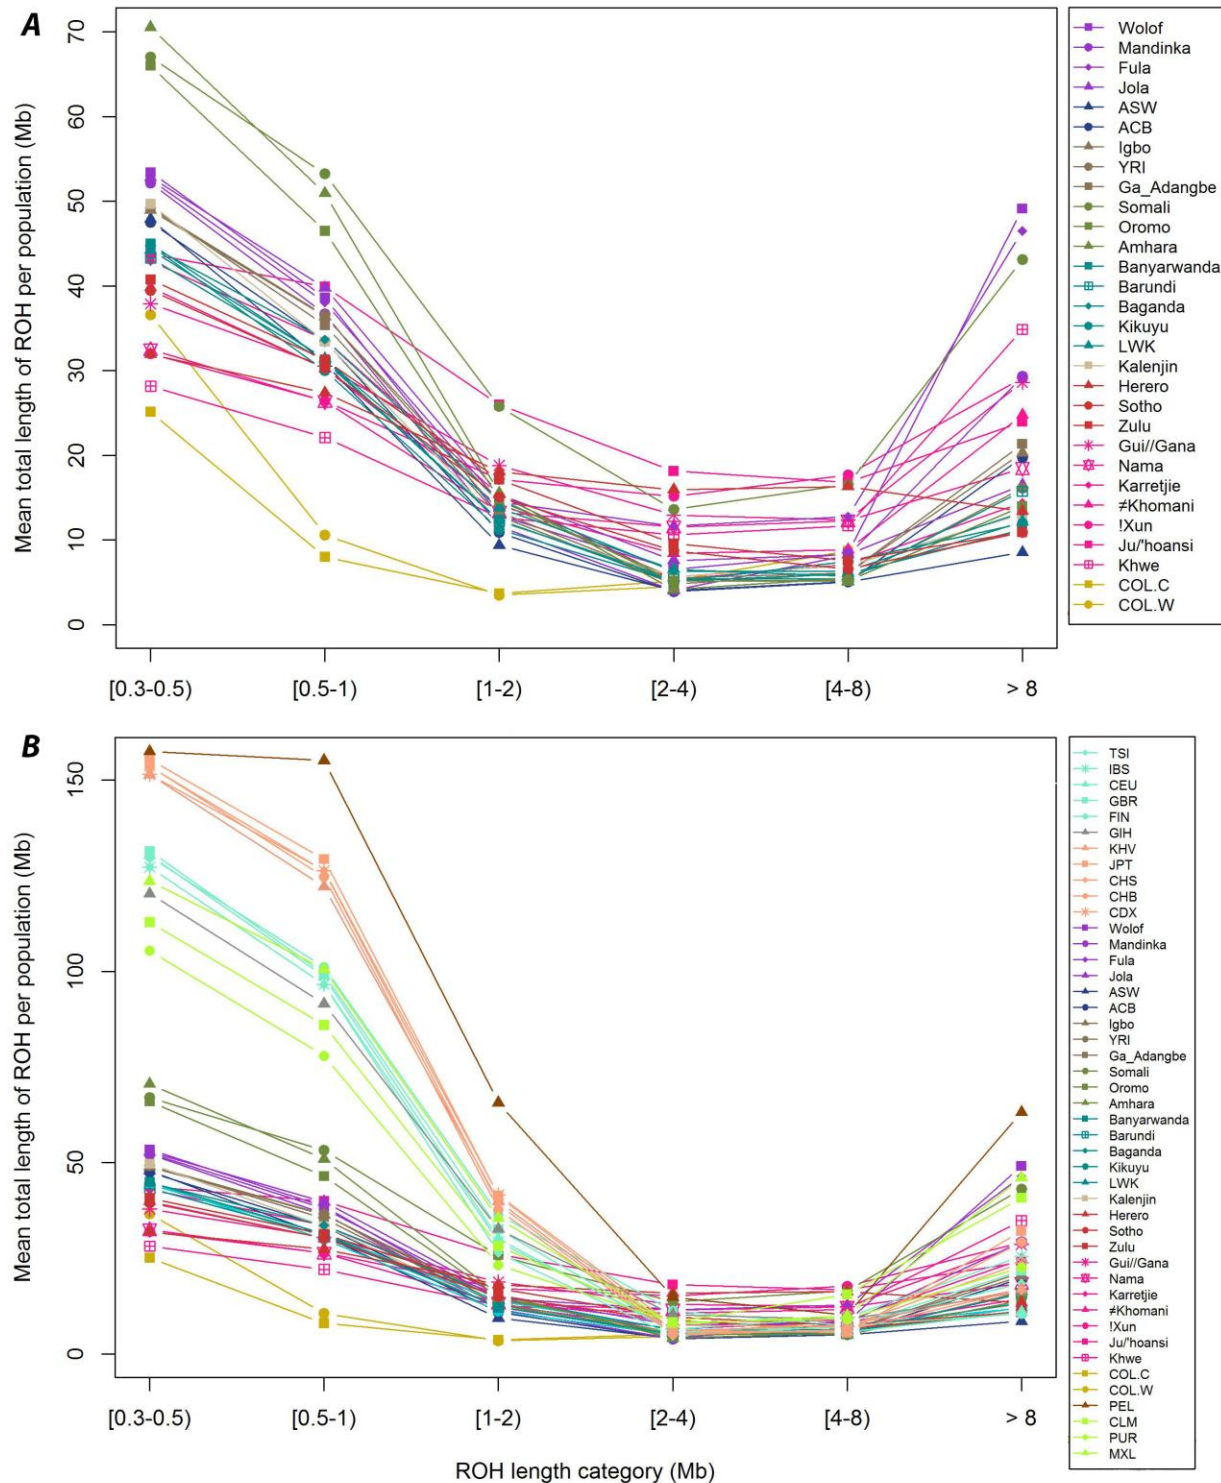 A
Mean total length of ROH per population (Mb)
70
60
50
40
30
20
10
0
[0.3-0.5)
[0.5-1)
[1-2)
[2-4)
[4-8)
> 8
Wolof
Mandinka
Fula
Jola
ASW
ACB
Igbo
YRI
Ga_Adangbe
Somali
Oromo
Amhara
Banyarwanda
Barundi
Baganda
Kikuyu
LWK
Kalenjin
Herero
Sotho
Zulu
Gui//Gana
Nama
Karretjie
≠Khomani
!Xun
Ju/'hoansi
Khwe
COL.C
COL.W
B
Mean total length of ROH per population (Mb)
150
100
50
0
[0.3-0.5)
[0.5-1)
[1-2)
[2-4)
[4-8)
> 8
ROH length category (Mb)
TSI
IBS
CEU
GBR
FIN
GIH
KHV
JPT
CHS
CHB
CDX
Wolof
Mandinka
Fula
Jola
ASW
ACB
Igbo
YRI
Ga_Adangbe
Somali
Oromo
Amhara
Banyarwanda
Barundi
Baganda
Kikuyu
LWK
Kalenjin
Herero
Sotho
Zulu
Gui//Gana
Nama
Karretjie
≠Khomani
!Xun
Ju/'hoansi
Khwe
COL.C
COL.W
PEL
CLM
PUR
MXL